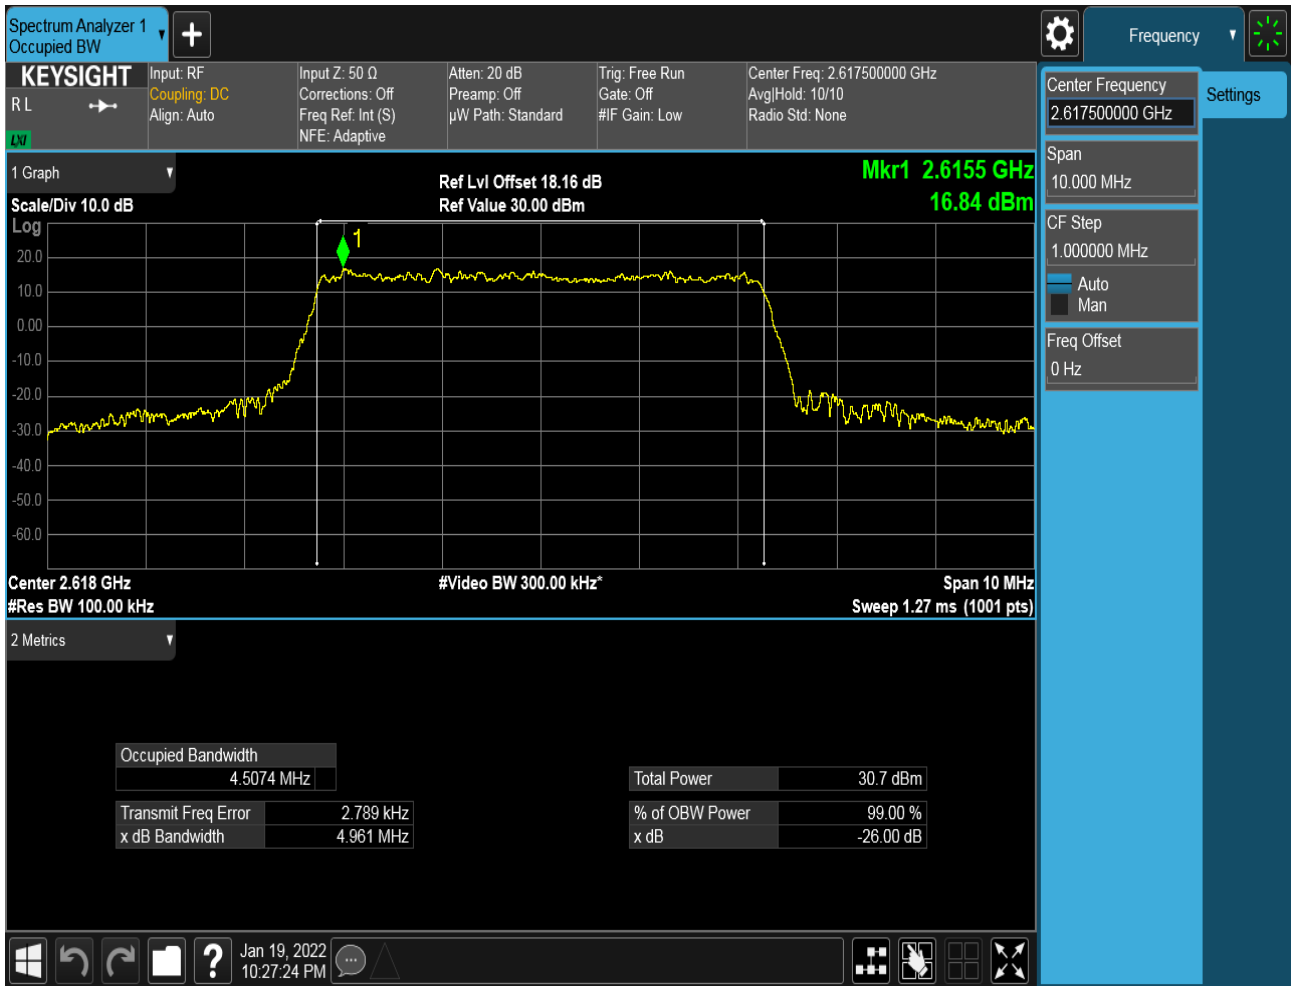 Spectrum Analyzer 1
Occupied BW
+
Frequency
KEYSIGHT
R L
LXI
Input: RF
Coupling: DC
Align: Auto
Input Z: 50 Ω
Corrections: Off
Freq Ref: Int (S)
NFE: Adaptive
Atten: 20 dB
Preamp: Off
µW Path: Standard
Trig: Free Run
Gate: Off
#IF Gain: Low
Center Freq: 2.617500000 GHz
Avg|Hold: 10/10
Radio Std: None
Center Frequency
2.617500000 GHz
Settings
Span
10.000 MHz
CF Step
1.000000 MHz
Auto
Man
Freq Offset
0 Hz
1 Graph
Scale/Div 10.0 dB
Log
Ref Lvl Offset 18.16 dB
Ref Value 30.00 dBm
Mkr1 2.6155 GHz
16.84 dBm
1
20.0
10.0
0.00
-10.0
-20.0
-30.0
-40.0
-50.0
-60.0
Center 2.618 GHz
#Res BW 100.00 kHz
#Video BW 300.00 kHz*
Span 10 MHz
Sweep 1.27 ms (1001 pts)
2 Metrics
Occupied Bandwidth
4.5074 MHz
Transmit Freq Error 2.789 kHz
x dB Bandwidth 4.961 MHz
Total Power 30.7 dBm
% of OBW Power 99.00 %
x dB -26.00 dB
?
Jan 19, 2022
10:27:24 PM